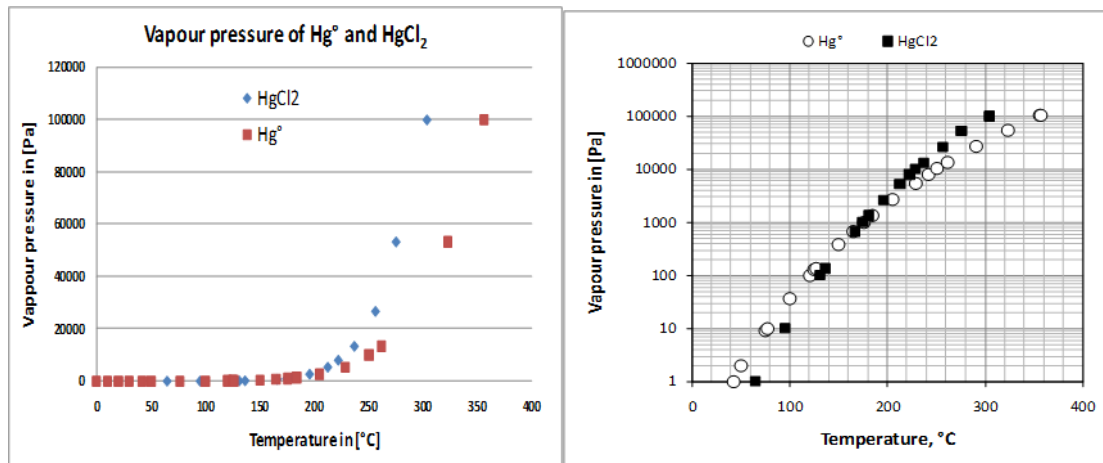 Vapour pressure of Hg° and HgCl₂
120000
100000
80000
60000
40000
20000
0
HgCl2
Hg°
Vappour pressure in [Pa]
0 50 100 150 200 250 300 350 400
Temperature in [°C]
Hg° HgCl2
1000000
100000
10000
1000
100
10
1
Vapour pressure in [Pa]
0 100 200 300 400
Temperature, °C